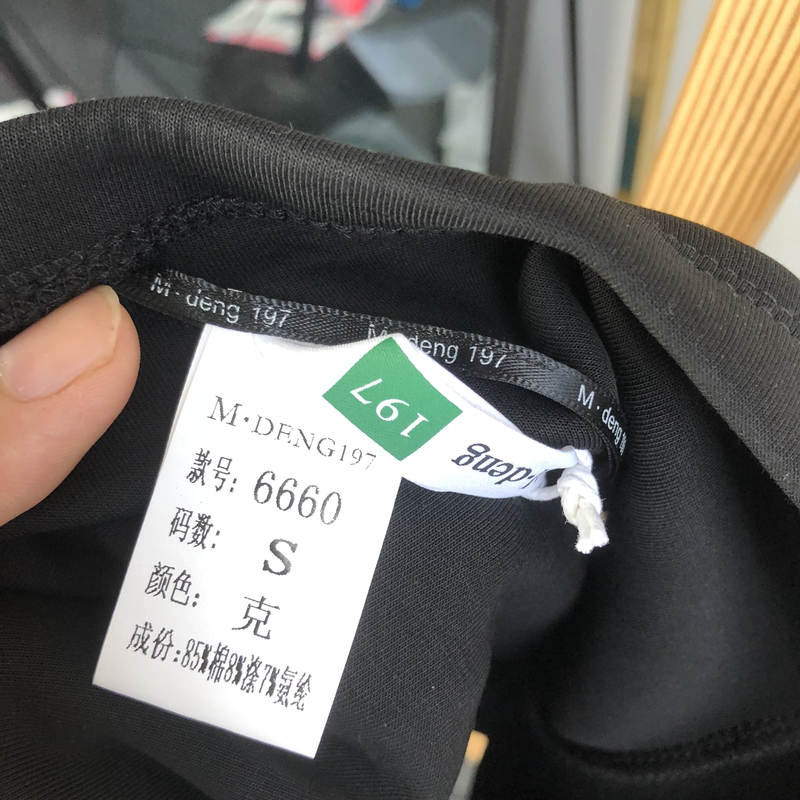 M·deng 197
M·deng 197
M·deng
197
deng
M·DENG197
款号: 6660
码数: S
颜色: 克
成份:85%棉8%涤7%氨纶